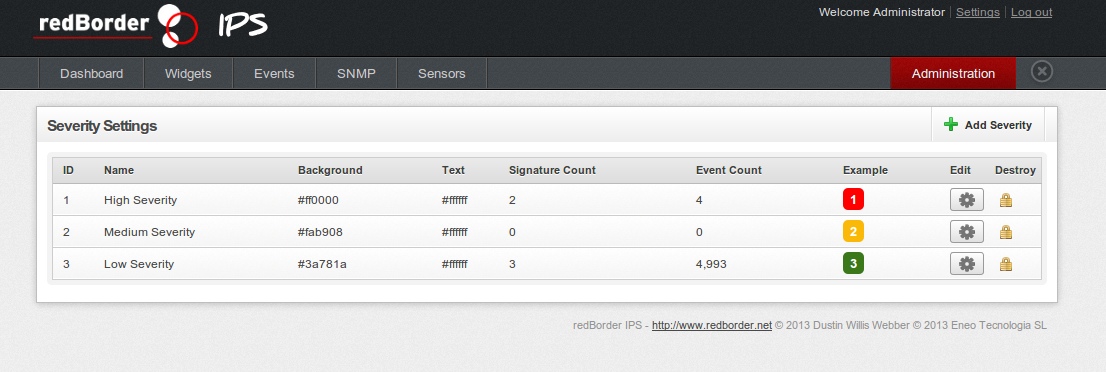 redBorder IPS
Welcome Administrator Settings Log out
Dashboard Widgets Events SNMP Sensors Administration
Severity Settings Add Severity
ID Name Background Text Signature Count Event Count Example Edit Destroy
1 High Severity #ff0000 #ffffff 2 4 1
2 Medium Severity #fab908 #ffffff 0 0 2
3 Low Severity #3a781a #ffffff 3 4,993 3
redBorder IPS - http://www.redborder.net © 2013 Dustin Willis Webber © 2013 Eneo Tecnologia SL